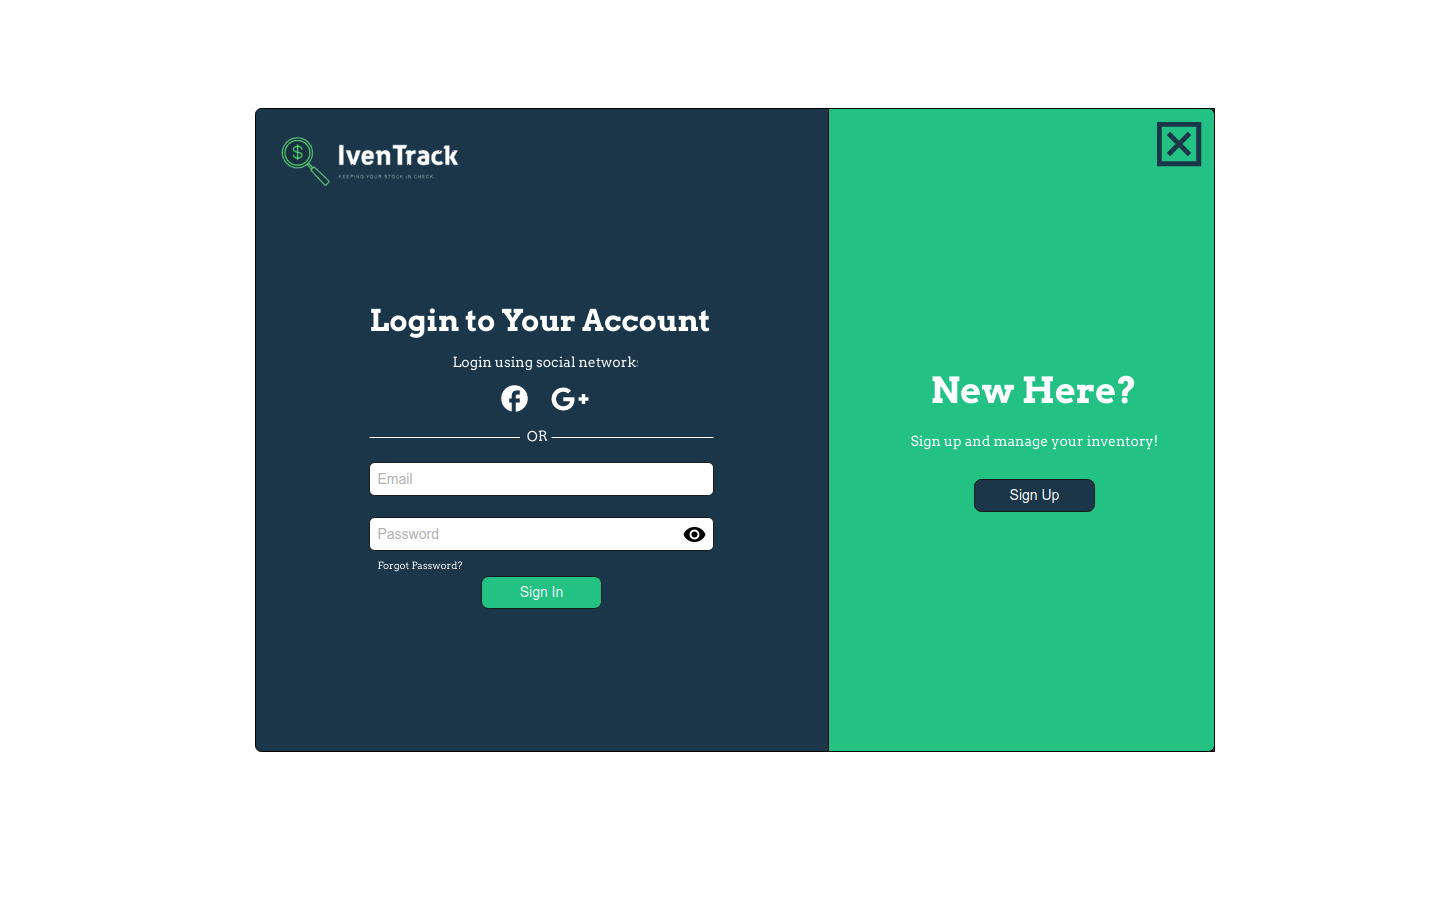 $
IvenTrack
KEEPING YOUR STOCK IN CHECK
Login to Your Account
Login using social networks
G+
OR
Email
Password
Forgot Password?
Sign In
New Here?
Sign up and manage your inventory!
Sign Up